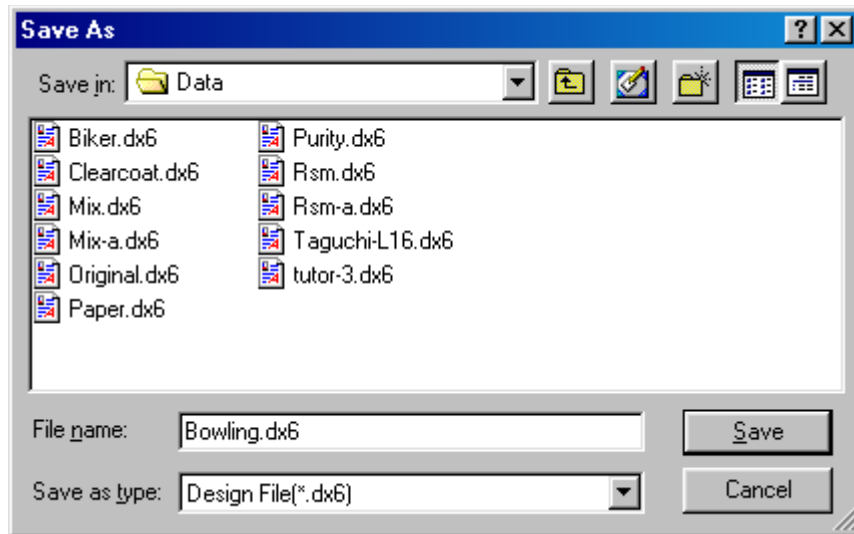 Save As
Save in: Data
Biker.dx6
Clearcoat.dx6
Mix.dx6
Mix-a.dx6
Original.dx6
Paper.dx6
Purity.dx6
Rsm.dx6
Rsm-a.dx6
Taguchi-L16.dx6
tutor-3.dx6
File name: Bowling.dx6 Save
Save as type: Design File(*.dx6) Cancel